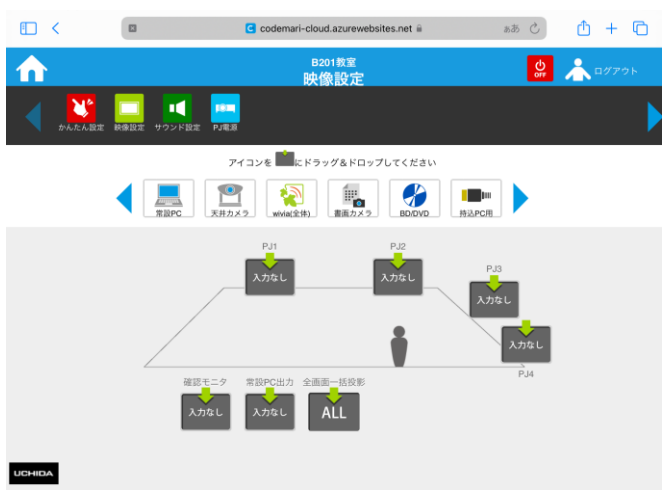 codemari-cloud.azurewebsites.net
ぁあ
B201教室
映像設定
OFF
ログアウト
かんたん設定 映像設定 サウンド設定 PJ電源
アイコンを にドラッグ&ドロップしてください
常設PC 天井カメラ wivia(全体) 書画カメラ BD/DVD 持込PC用
PJ1 PJ2
入力なし 入力なし
PJ3
入力なし
入力なし
PJ4
確認モニタ 常設PC出力 全画面一括投影
入力なし 入力なし ALL
UCHIDA